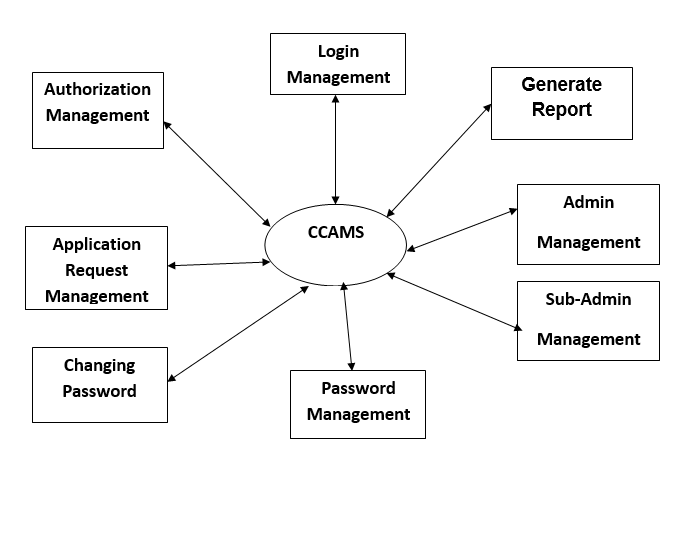 Login
Management
Authorization
Management
Generate
Report
Admin
Management
CCAMS
Application
Request
Management
Sub-Admin
Management
Changing
Password
Password
Management